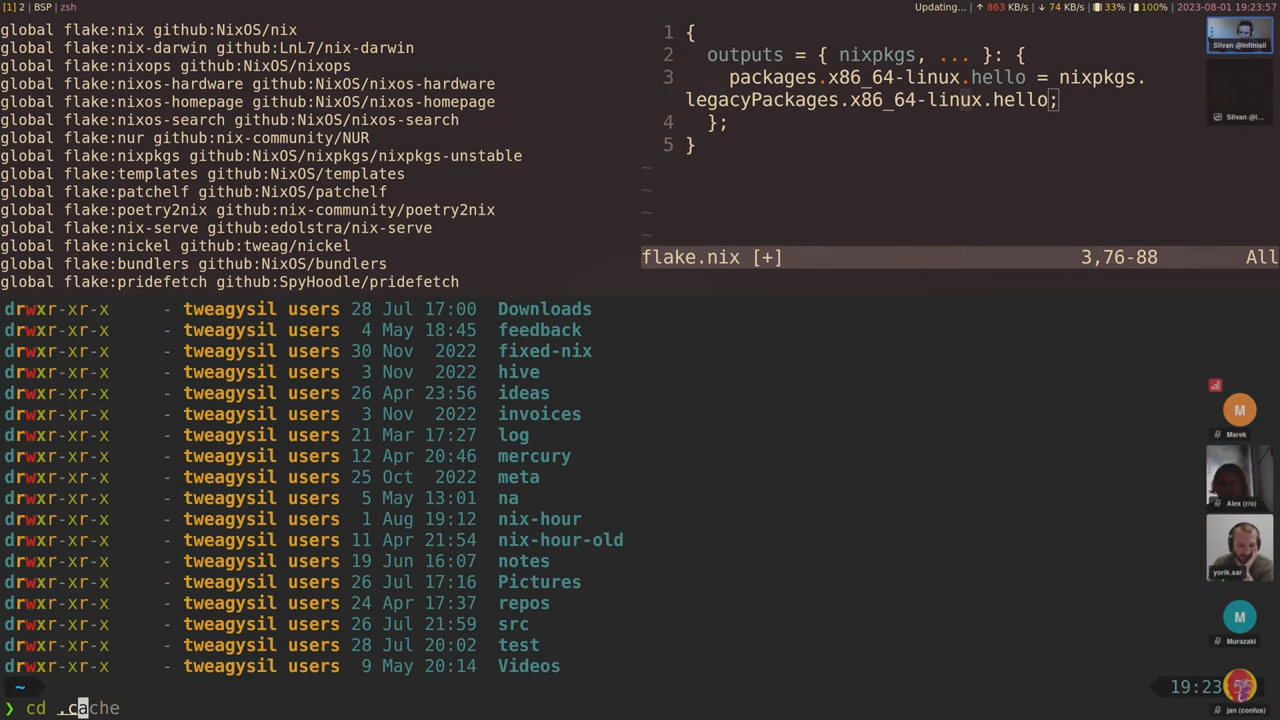 [1] 2 | BSP | zsh
Updating… | ↑ 863 KB/s | ↓ 74 KB/s | 33% | 100% | 2023-08-01 19:23:57
global flake:nix github:NixOS/nix
global flake:nix-darwin github:LnL7/nix-darwin
global flake:nixops github:NixOS/nixops
global flake:nixos-hardware github:NixOS/nixos-hardware
global flake:nixos-homepage github:NixOS/nixos-homepage
global flake:nixos-search github:NixOS/nixos-search
global flake:nur github:nix-community/NUR
global flake:nixpkgs github:NixOS/nixpkgs/nixpkgs-unstable
global flake:templates github:NixOS/templates
global flake:patchelf github:NixOS/patchelf
global flake:poetry2nix github:nix-community/poetry2nix
global flake:nix-serve github:edolstra/nix-serve
global flake:nickel github:tweag/nickel
global flake:bundlers github:NixOS/bundlers
global flake:pridefetch github:SpyHoodle/pridefetch
1 {
2 outputs = { nixpkgs, ... }: {
3 packages.x86_64-linux.hello = nixpkgs.
legacyPackages.x86_64-linux.hello;
4 };
5 }
~
~
~
~
flake.nix [+] 3,76-88 All
drwxr-xr-x - tweagysil users 28 Jul 17:00 Downloads
drwxr-xr-x - tweagysil users 4 May 18:45 feedback
drwxr-xr-x - tweagysil users 30 Nov 2022 fixed-nix
drwxr-xr-x - tweagysil users 3 Nov 2022 hive
drwxr-xr-x - tweagysil users 26 Apr 23:56 ideas
drwxr-xr-x - tweagysil users 3 Nov 2022 invoices
drwxr-xr-x - tweagysil users 21 Mar 17:27 log
drwxr-xr-x - tweagysil users 12 Apr 20:46 mercury
drwxr-xr-x - tweagysil users 25 Oct 2022 meta
drwxr-xr-x - tweagysil users 5 May 13:01 na
drwxr-xr-x - tweagysil users 1 Aug 19:12 nix-hour
drwxr-xr-x - tweagysil users 11 Apr 21:54 nix-hour-old
drwxr-xr-x - tweagysil users 19 Jun 16:07 notes
drwxr-xr-x - tweagysil users 26 Jul 17:16 Pictures
drwxr-xr-x - tweagysil users 24 Apr 17:37 repos
drwxr-xr-x - tweagysil users 26 Jul 21:59 src
drwxr-xr-x - tweagysil users 28 Jul 20:02 test
drwxr-xr-x - tweagysil users 9 May 20:14 Videos
~ 19:23
❯ cd .cache
Silvan @infinisil
Silvan @i...
M
Marek
Alex (r/o)
yorik.sar
M
Murazaki
jan (confus)